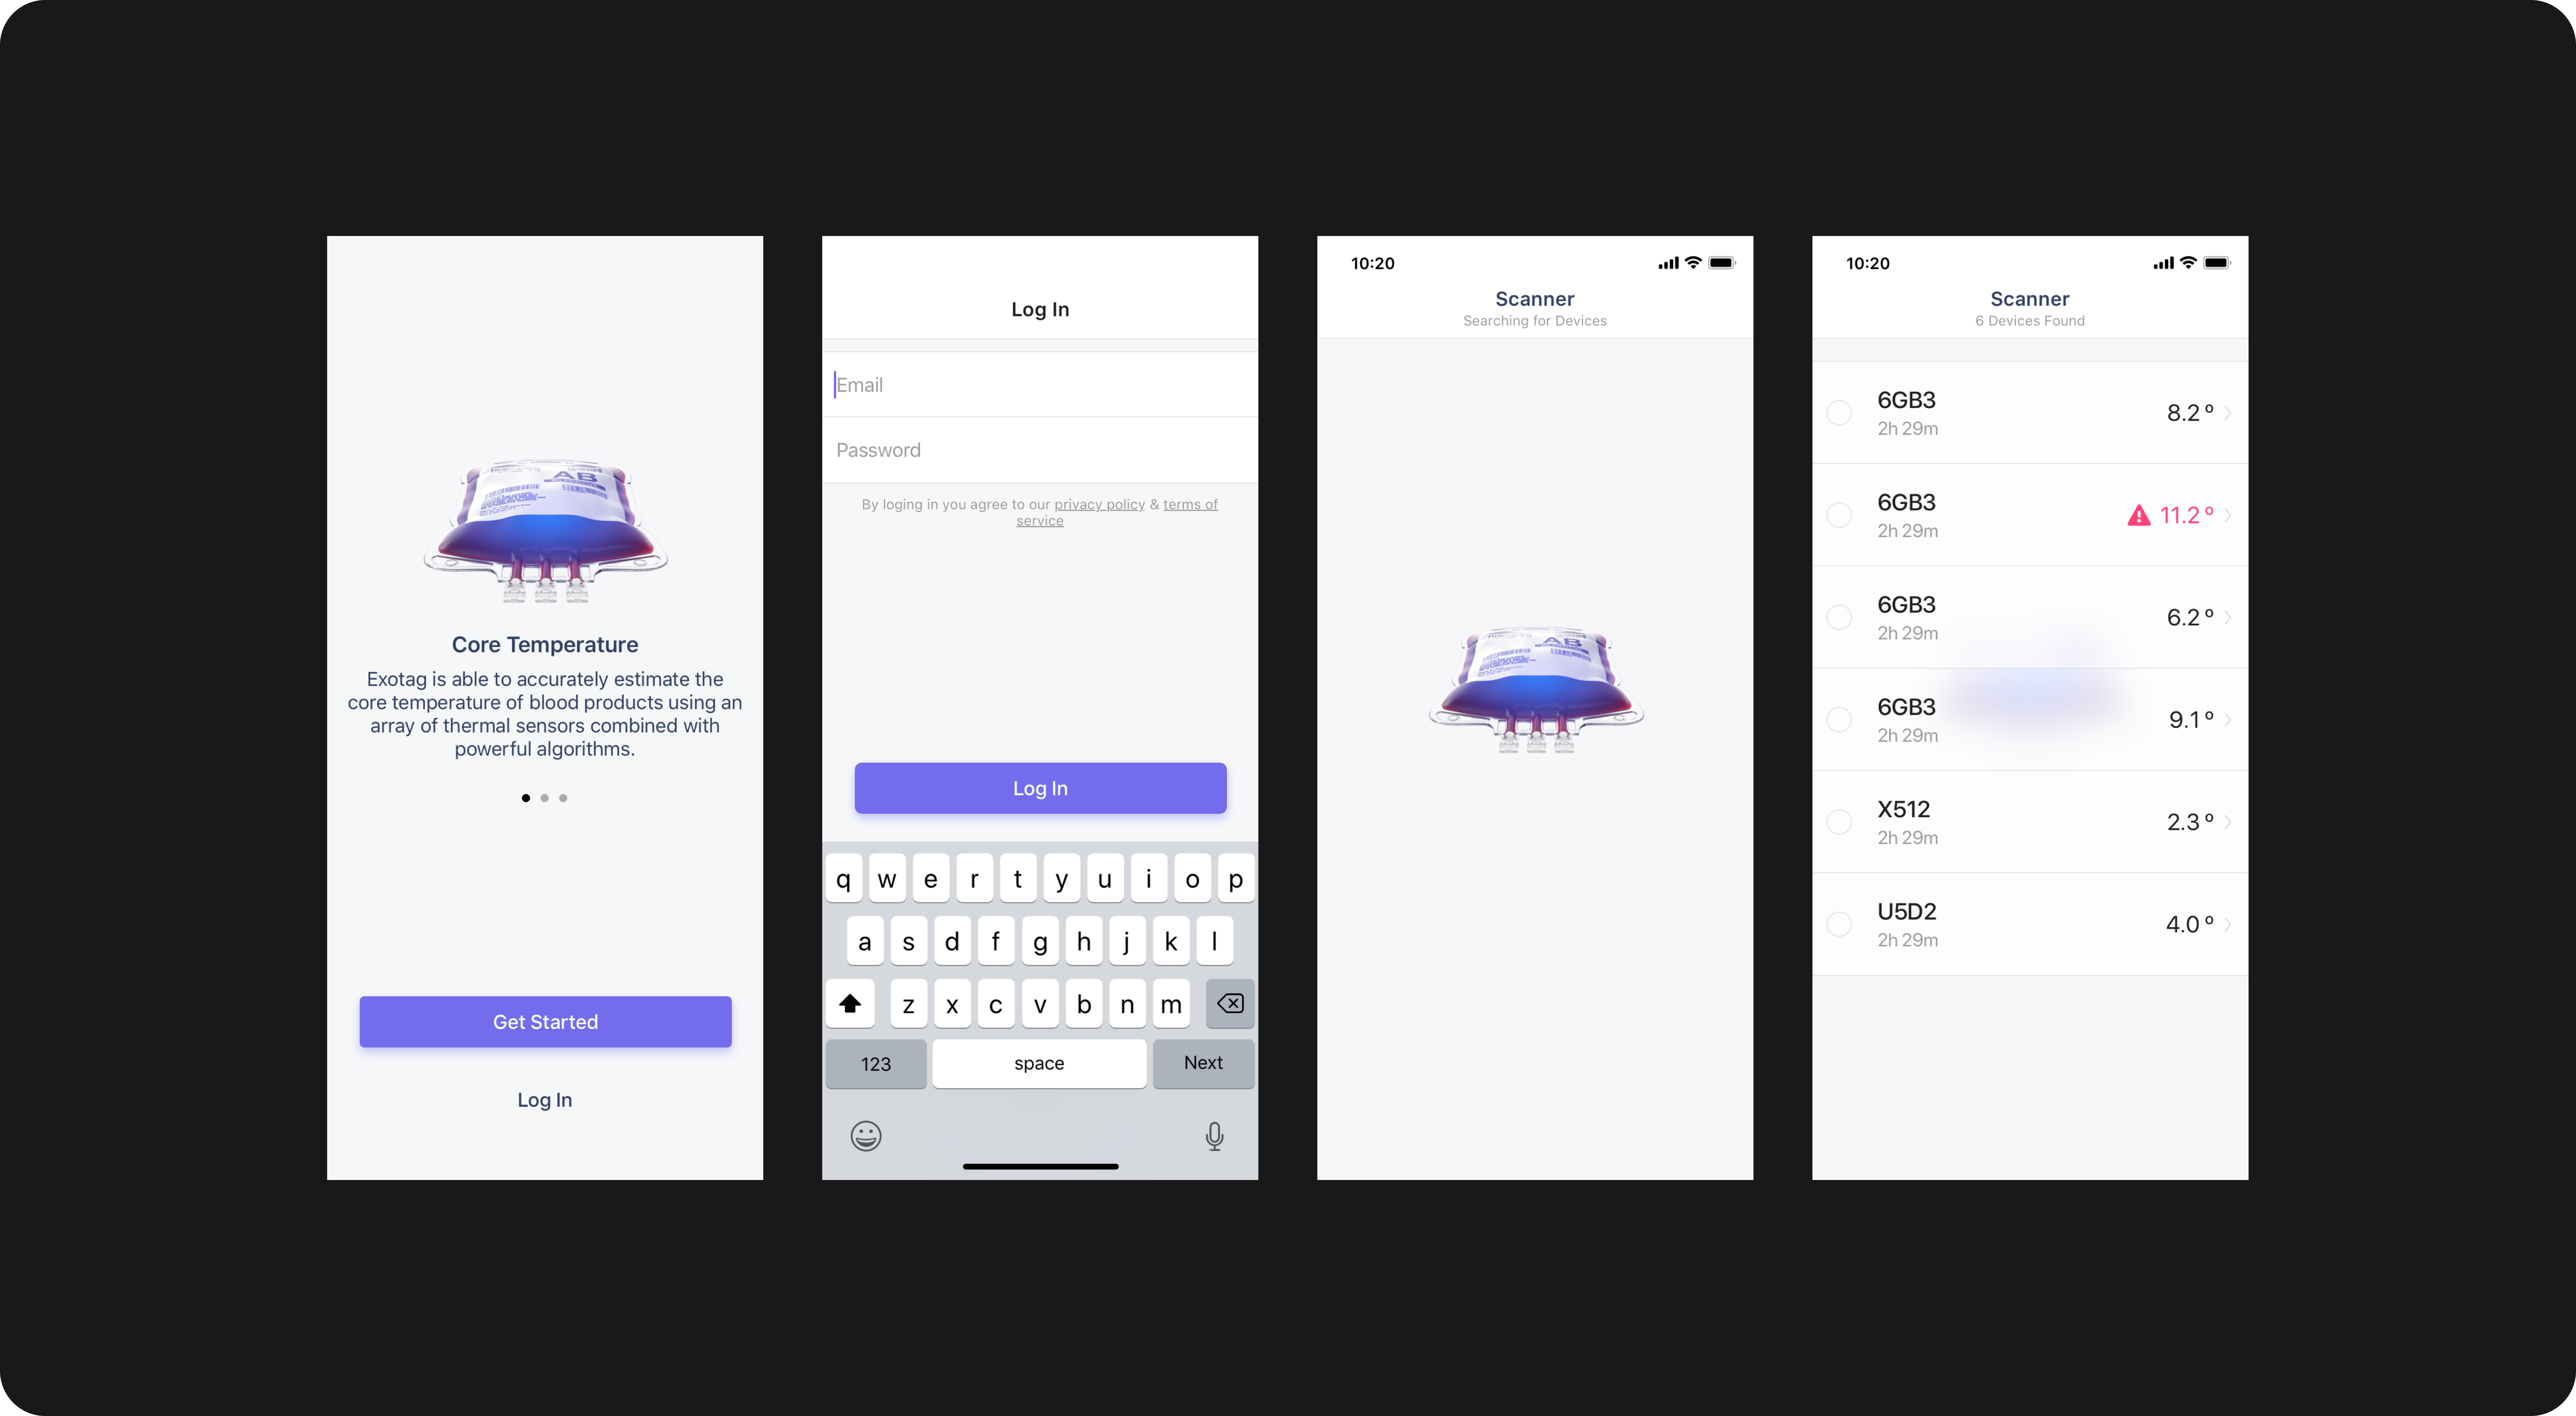 AB
Core Temperature
Exotag is able to accurately estimate the
core temperature of blood products using an
array of thermal sensors combined with
powerful algorithms.
Get Started
Log In
Log In
Email
Password
By loging in you agree to our privacy policy & terms of
service
Log In
q w e r t y u i o p
a s d f g h j k l
z x c v b n m
123 space Next
10:20
Scanner
Searching for Devices
AB
10:20
Scanner
6 Devices Found
6GB3
2h 29m
8.2°
6GB3
2h 29m
11.2°
6GB3
2h 29m
6.2°
6GB3
2h 29m
9.1°
X512
2h 29m
2.3°
U5D2
2h 29m
4.0°